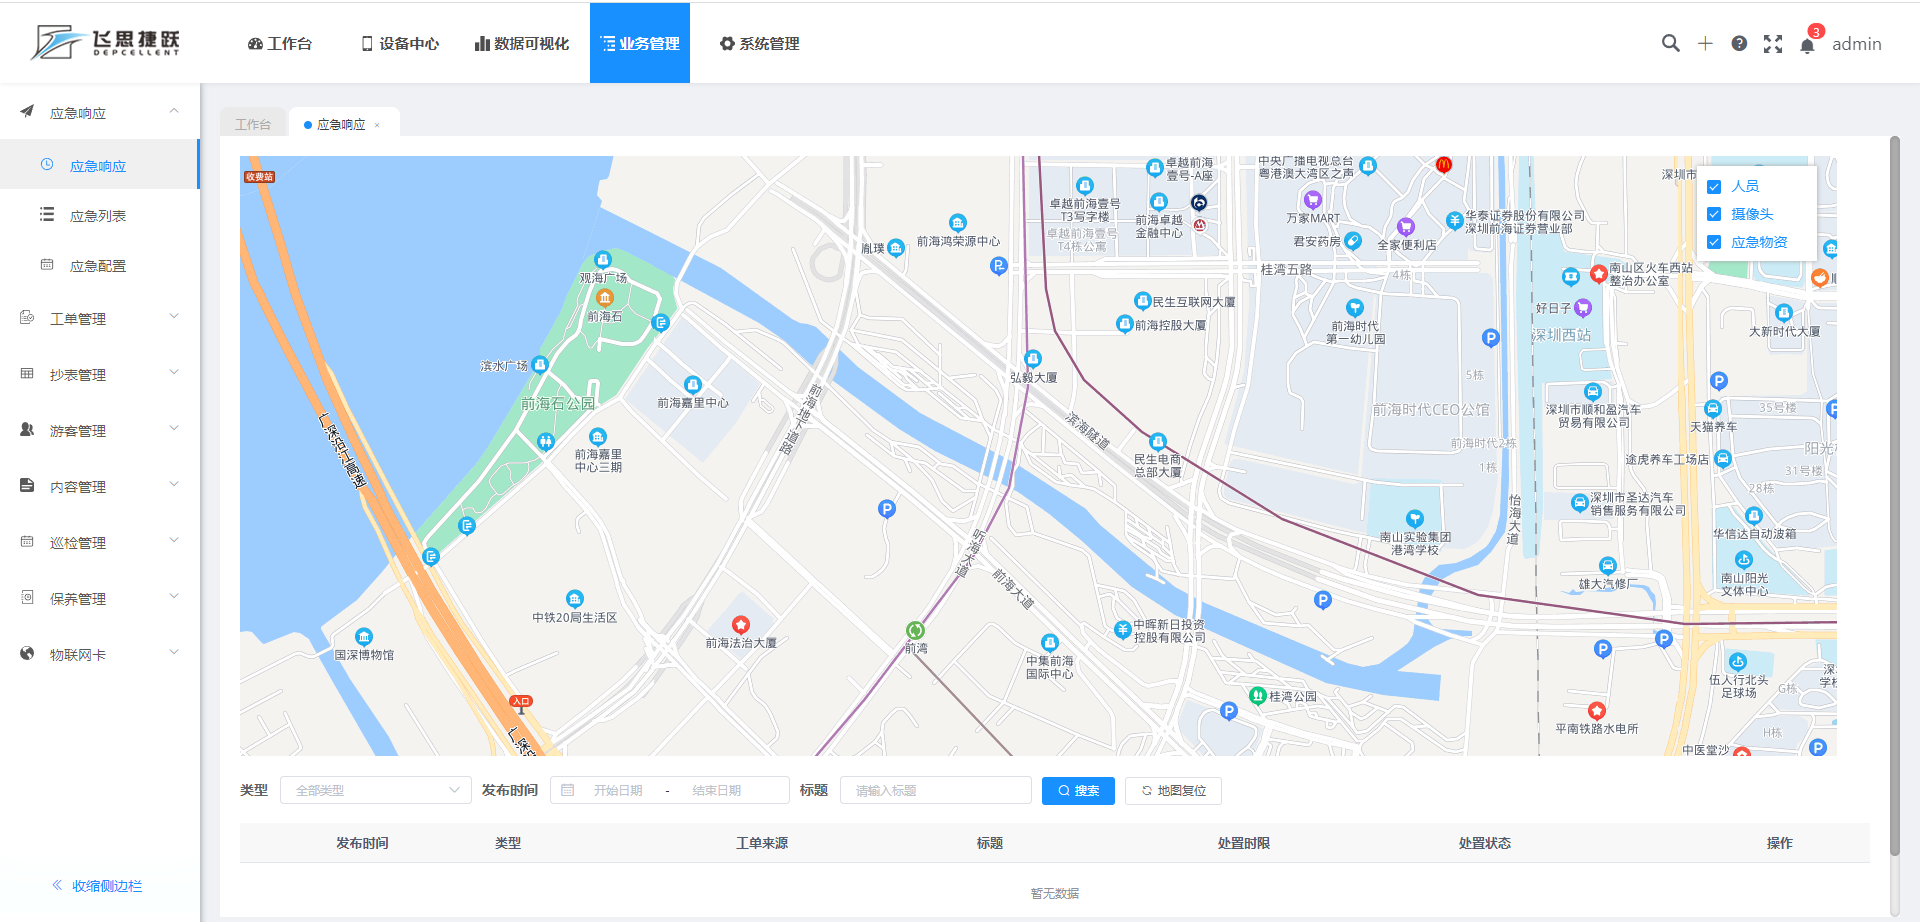 飞思捷跃
DEPCELLENT
工作台
设备中心
数据可视化
业务管理
系统管理
3
admin
应急响应
应急响应
应急列表
应急配置
工单管理
抄表管理
游客管理
内容管理
巡检管理
保养管理
物联网卡
收缩侧边栏
工作台
应急响应
收费站
观海广场
前海石
滨水广场
前海石公园
前海嘉里中心
前海嘉里
中心三期
广深沿江高速
国深博物馆
中铁20局生活区
前海法治大厦
入口
前海鸿荣源中心
胤璞
卓越前海壹号
T3写字楼
卓越前海壹号
T4栋公寓
卓越前海
壹号-A座
前海卓越
金融中心
中央广播电视总台
粤港澳大湾区之声
万家MART
君安药房
全家便利店
华泰证券股份有限公司
深圳前海证券营业部
桂湾五路
4栋
民生互联网大厦
前海控股大厦
前海时代
第一幼儿园
弘毅大厦
5栋
前海时代CEO公馆
前海时代2栋
1栋
滨海隧道
民生电商
总部大厦
前海地下道路
听海大道
前海大道
怡海大道
南山实验集团
港湾学校
前湾
中集前海
国际中心
中晖新日投资
控股有限公司
桂湾公园
深圳市
人员
摄像头
应急物资
南山区火车西站
整治办公室
好日子
深圳西站
大新时代大厦
深圳市顺和盈汽车
贸易有限公司
天猫养车
35号楼
途虎养车工场店
31号楼
28栋
深圳市圣达汽车
销售服务有限公司
华信达自动波箱
雄大汽修厂
南山阳光
文体中心
伍人行北头
足球场
G栋
H栋
平南铁路水电所
中医堂沙
类型
全部类型
发布时间
开始日期
-
结束日期
标题
请输入标题
搜索
地图复位
发布时间
类型
工单来源
标题
处置时限
处置状态
操作
暂无数据